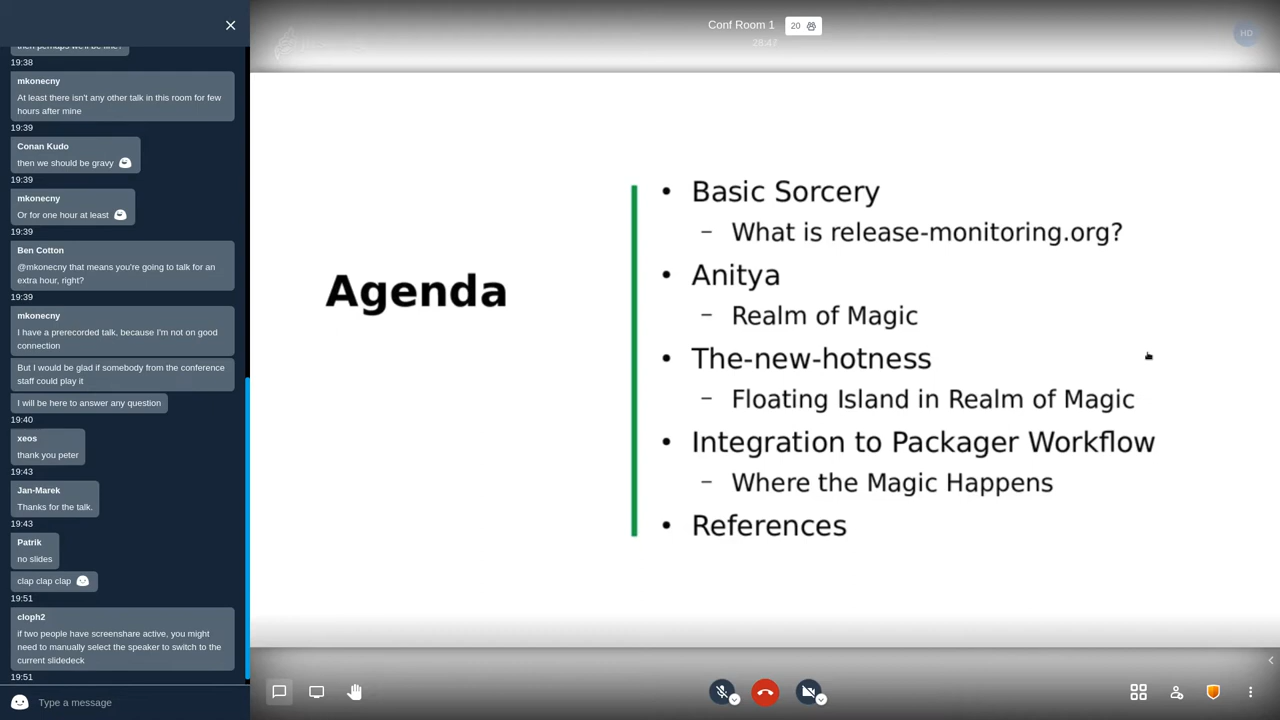 then perhaps we'll be fine?
19:38
mkonecny
At least there isn't any other talk in this room for few
hours after mine
19:39
Conan Kudo
then we should be gravy
19:39
mkonecny
Or for one hour at least
19:39
Ben Cotton
@mkonecny that means you're going to talk for an
extra hour, right?
19:39
mkonecny
I have a prerecorded talk, because I'm not on good
connection
But I would be glad if somebody from the conference
staff could play it
I will be here to answer any question
19:40
xeos
thank you peter
19:43
Jan-Marek
Thanks for the talk.
19:43
Patrik
no slides
clap clap clap
19:51
cloph2
if two people have screenshare active, you might
need to manually select the speaker to switch to the
current slidedeck
19:51
Type a message
Conf Room 1
20
28:47
HD
Agenda
• Basic Sorcery
– What is release-monitoring.org?
• Anitya
– Realm of Magic
• The-new-hotness
– Floating Island in Realm of Magic
• Integration to Packager Workflow
– Where the Magic Happens
• References